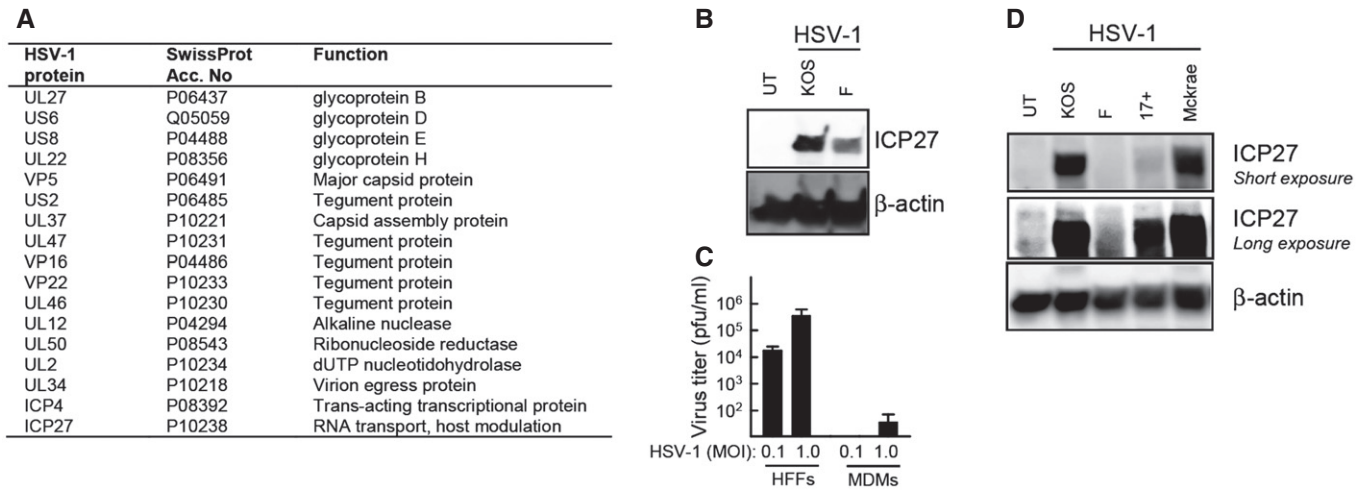 A
HSV-1 SwissProt Function
protein Acc. No
UL27 P06437 glycoprotein B
US6 Q05059 glycoprotein D
US8 P04488 glycoprotein E
UL22 P08356 glycoprotein H
VP5 P06491 Major capsid protein
US2 P06485 Tegument protein
UL37 P10221 Capsid assembly protein
UL47 P10231 Tegument protein
VP16 P04486 Tegument protein
VP22 P10233 Tegument protein
UL46 P10230 Tegument protein
UL12 P04294 Alkaline nuclease
UL50 P08543 Ribonucleoside reductase
UL2 P10234 dUTP nucleotidohydrolase
UL34 P10218 Virion egress protein
ICP4 P08392 Trans-acting transcriptional protein
ICP27 P10238 RNA transport, host modulation
B
HSV-1
UT KOS F
ICP27
β-actin
C
Virus titer (pfu/ml)
10⁶
10⁵
10⁴
10³
10²
HSV-1 (MOI): 0.1 1.0 0.1 1.0
HFFs MDMs
D
HSV-1
UT KOS F 17+ Mckrae
ICP27
Short exposure
ICP27
Long exposure
β-actin